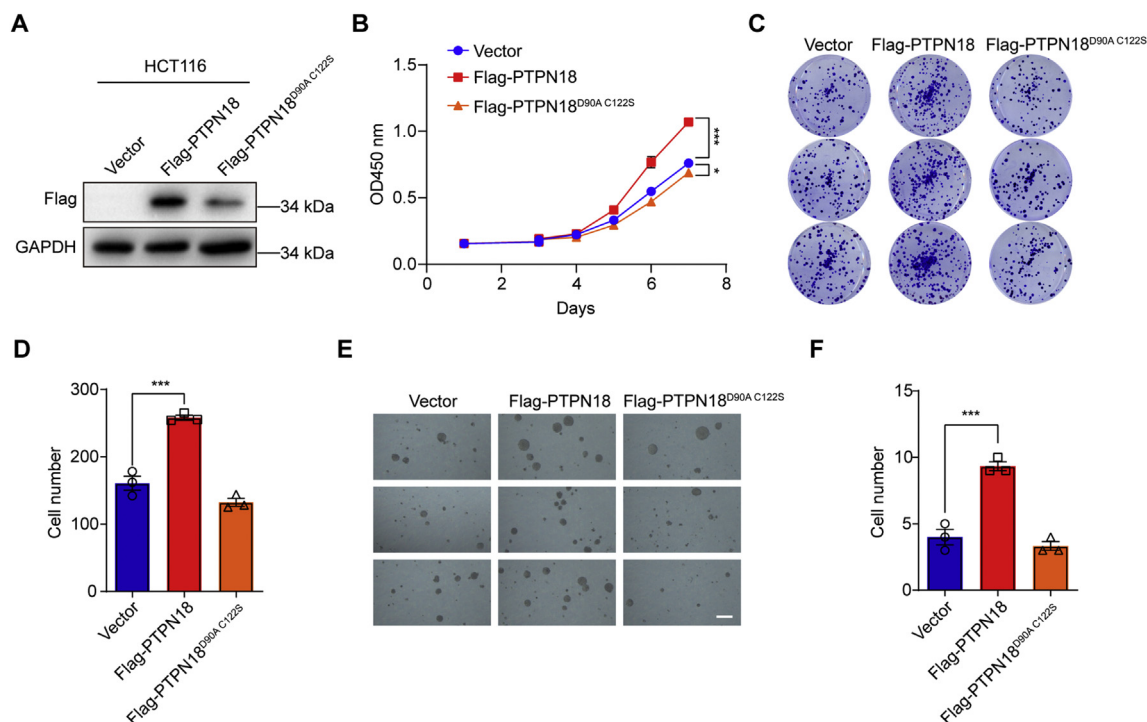 A
HCT116
Vector
Flag-PTPN18
Flag-PTPN18D90A C122S
Flag
34 kDa
GAPDH
34 kDa
B
Vector
Flag-PTPN18
Flag-PTPN18D90A C122S
OD450 nm
1.5
1.0
0.5
0.0
0
2
4
6
8
Days
***
*
C
Vector
Flag-PTPN18
Flag-PTPN18D90A C122S
D
Cell number
300
200
100
0
***
Vector
Flag-PTPN18
Flag-PTPN18D90A C122S
E
Vector
Flag-PTPN18
Flag-PTPN18D90A C122S
F
Cell number
15
10
5
0
***
Vector
Flag-PTPN18
Flag-PTPN18D90A C122S